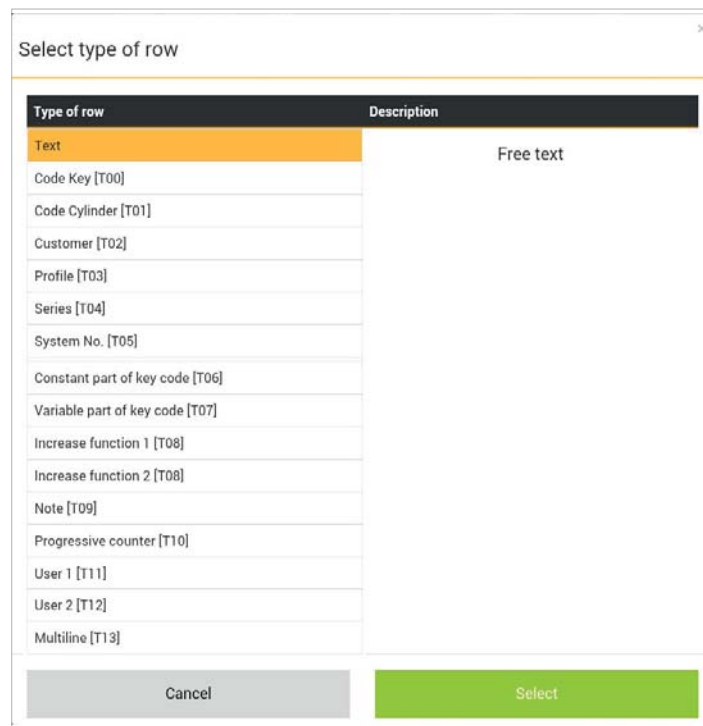 Select type of row
Type of row Description
Text Free text
Code Key [T00]
Code Cylinder [T01]
Customer [T02]
Profile [T03]
Series [T04]
System No. [T05]
Constant part of key code [T06]
Variable part of key code [T07]
Increase function 1 [T08]
Increase function 2 [T08]
Note [T09]
Progressive counter [T10]
User 1 [T11]
User 2 [T12]
Multiline [T13]
Cancel Select